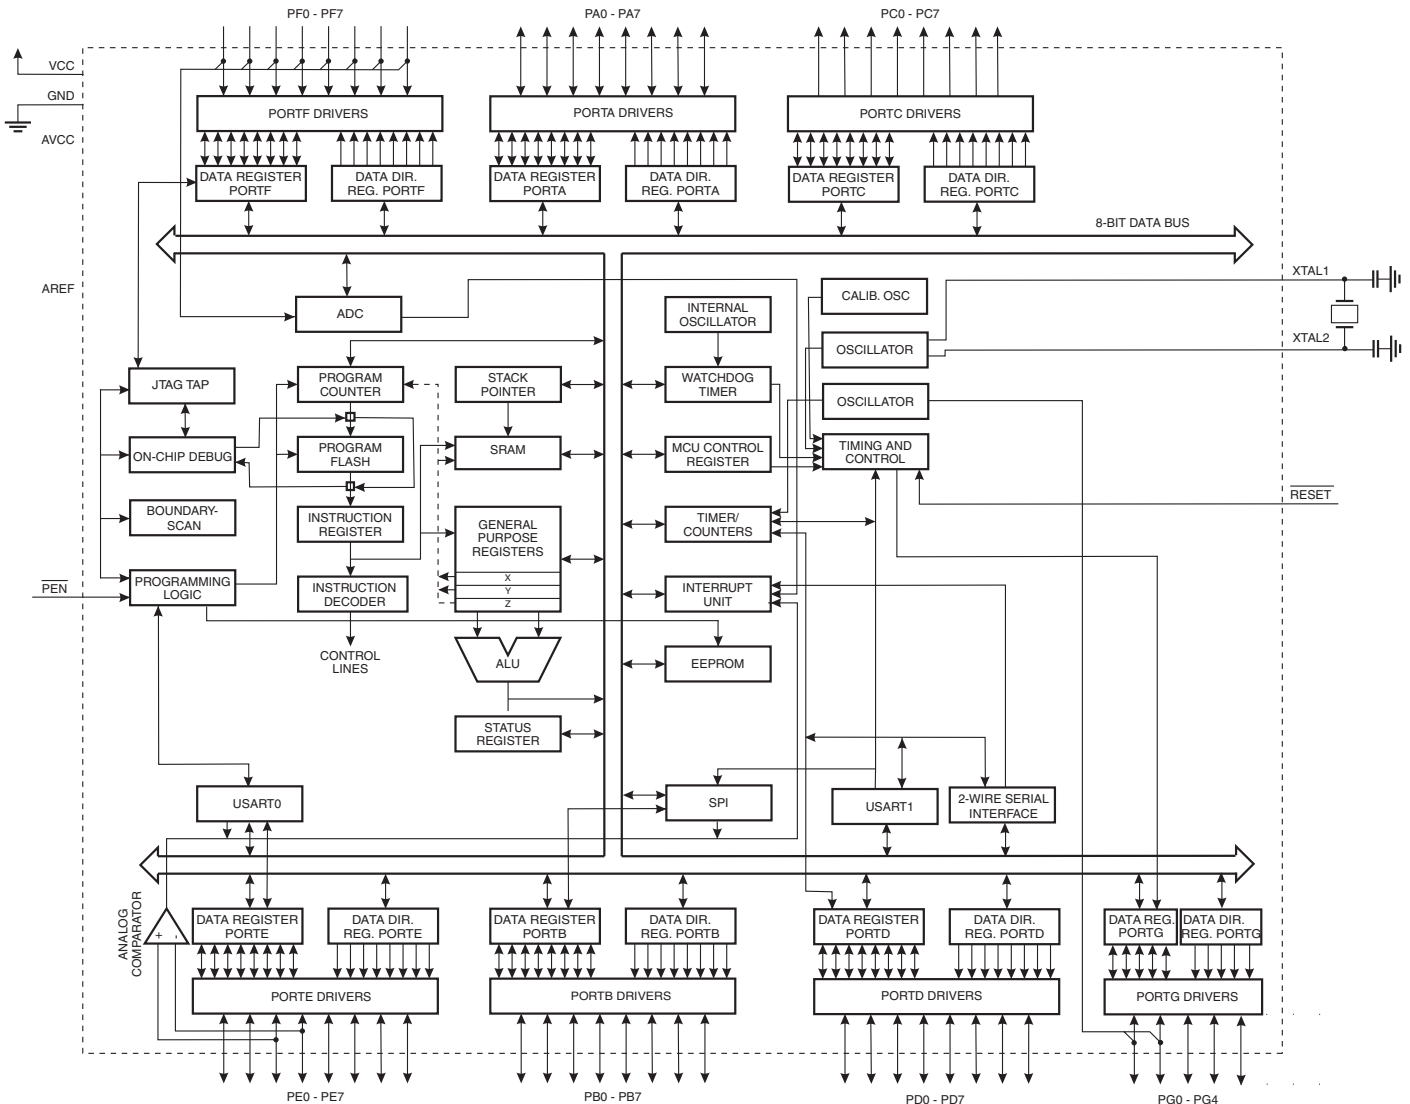 PF0 - PF7
PA0 - PA7
PC0 - PC7
VCC
GND
AVCC
PORTF DRIVERS
PORTA DRIVERS
PORTC DRIVERS
DATA REGISTER
PORTF
DATA DIR.
REG. PORTF
DATA REGISTER
PORTA
DATA DIR.
REG. PORTA
DATA REGISTER
PORTC
DATA DIR.
REG. PORTC
8-BIT DATA BUS
AREF
XTAL1
XTAL2
ADC
INTERNAL
OSCILLATOR
CALIB. OSC
OSCILLATOR
JTAG TAP
PROGRAM
COUNTER
STACK
POINTER
WATCHDOG
TIMER
OSCILLATOR
ON-CHIP DEBUG
PROGRAM
FLASH
SRAM
MCU CONTROL
REGISTER
TIMING AND
CONTROL
RESET
BOUNDARY-
SCAN
INSTRUCTION
REGISTER
GENERAL
PURPOSE
REGISTERS
X
Y
Z
TIMER/
COUNTERS
PEN
PROGRAMMING
LOGIC
INSTRUCTION
DECODER
INTERRUPT
UNIT
CONTROL
LINES
ALU
EEPROM
STATUS
REGISTER
USART0
SPI
USART1
2-WIRE SERIAL
INTERFACE
ANALOG
COMPARATOR
+ -
DATA REGISTER
PORTE
DATA DIR.
REG. PORTE
DATA REGISTER
PORTB
DATA DIR.
REG. PORTB
DATA REGISTER
PORTD
DATA DIR.
REG. PORTD
DATA REG.
PORTG
DATA DIR.
REG. PORTG
PORTE DRIVERS
PORTB DRIVERS
PORTD DRIVERS
PORTG DRIVERS
PE0 - PE7
PB0 - PB7
PD0 - PD7
PG0 - PG4